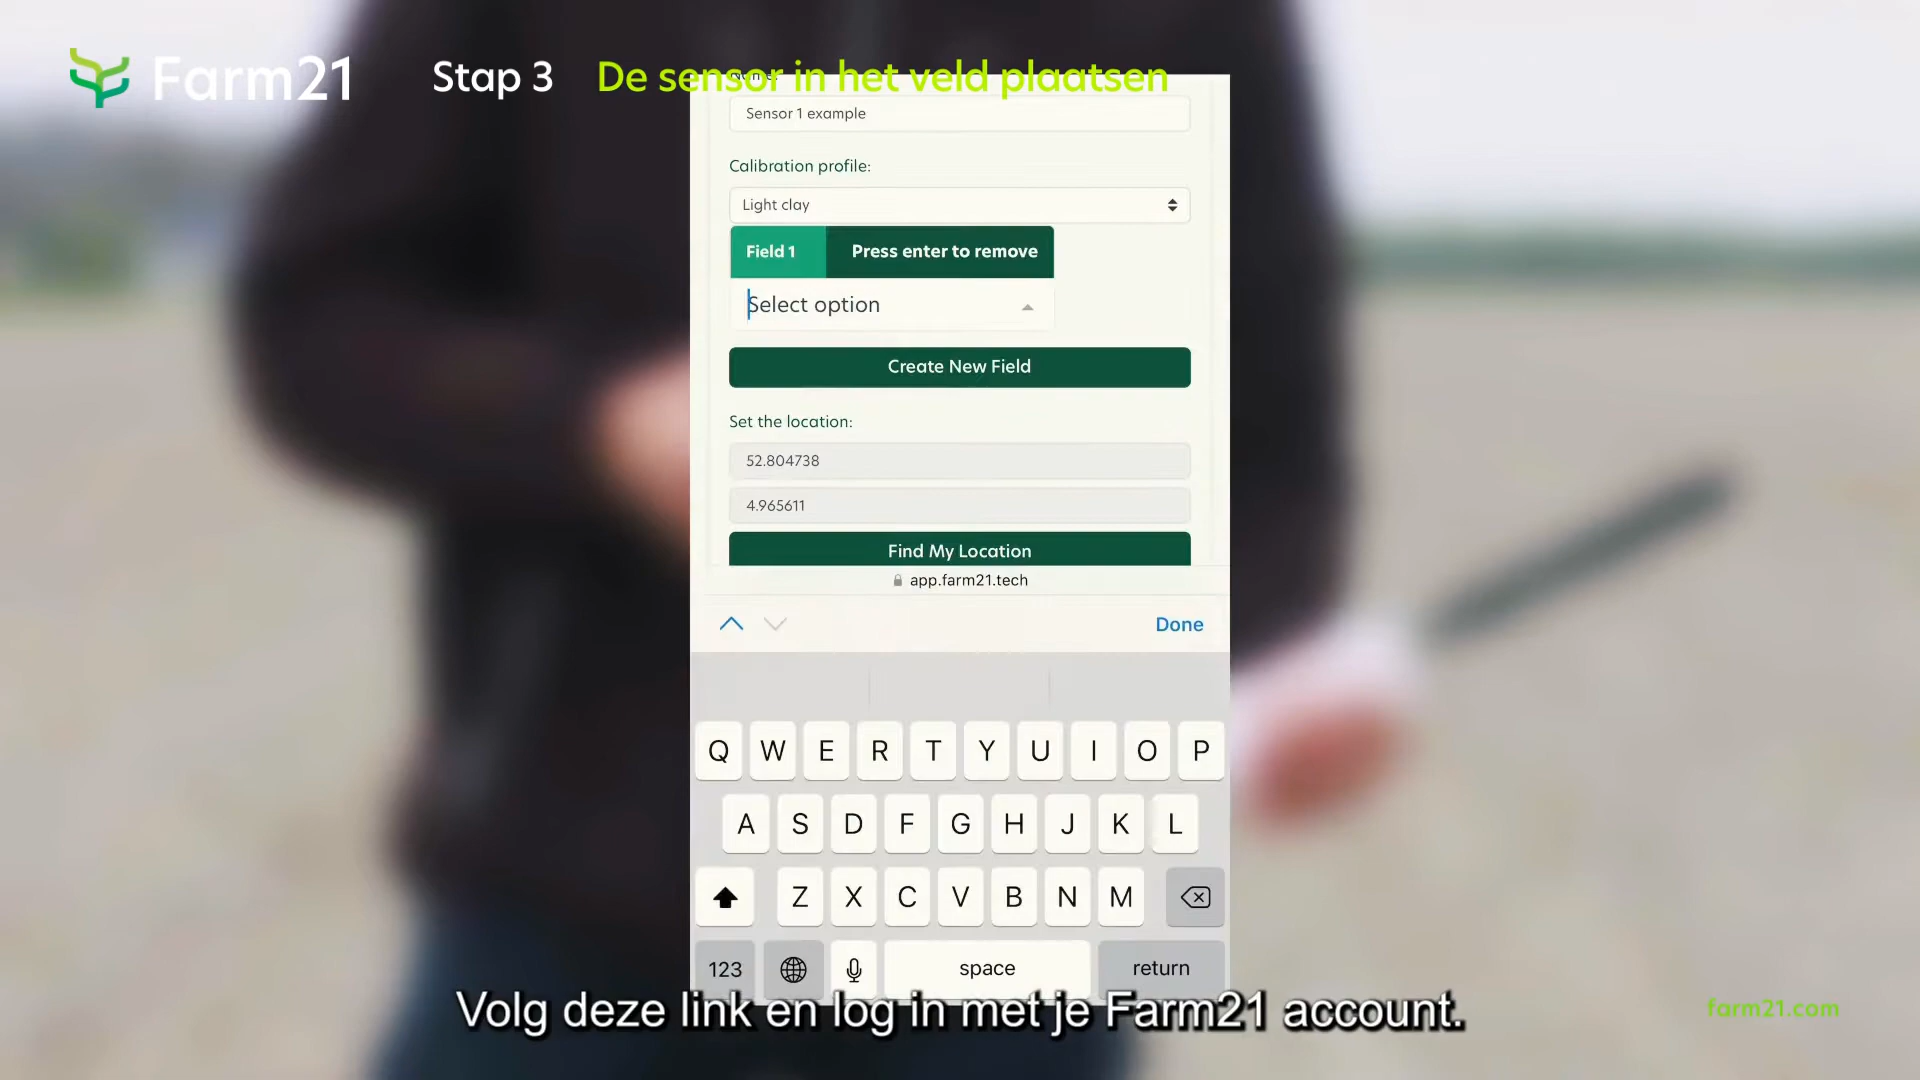 Farm21
Stap 3
De sensor in het veld plaatsen
Name:
Sensor 1 example
Calibration profile:
Light clay
Field 1
Press enter to remove
Select option
Create New Field
Set the location:
52.804738
4.965611
Find My Location
app.farm21.tech
Done
Q W E R T Y U I O P
A S D F G H J K L
Z X C V B N M
123
space
return
Volg deze link en log in met je Farm21 account.
farm21.com